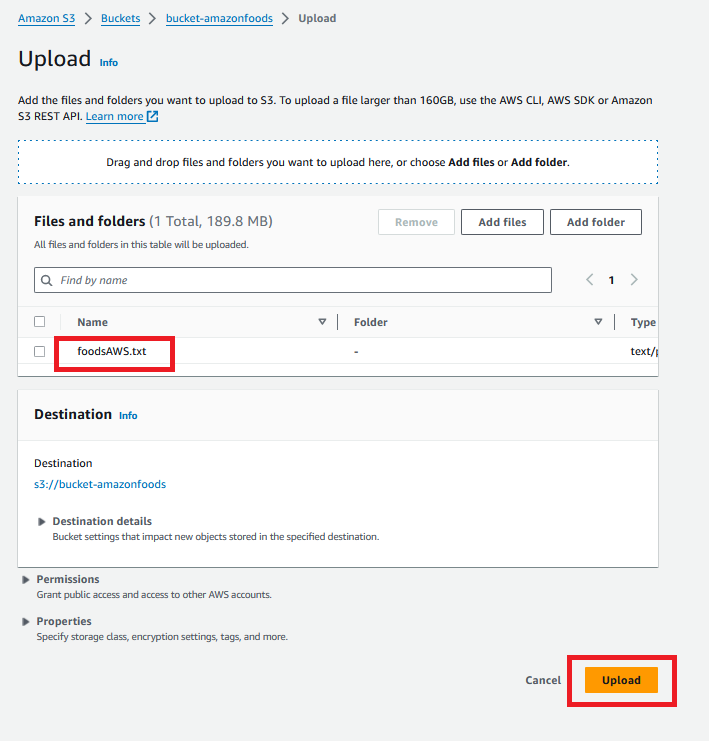 Amazon S3 > Buckets > bucket-amazonfoods > Upload
Upload Info
Add the files and folders you want to upload to S3. To upload a file larger than 160GB, use the AWS CLI, AWS SDK or Amazon
S3 REST API. Learn more
Drag and drop files and folders you want to upload here, or choose Add files or Add folder.
Files and folders (1 Total, 189.8 MB)
Remove Add files Add folder
All files and folders in this table will be uploaded.
Find by name
1
Name Folder Type
foodsAWS.txt - text/p
Destination Info
Destination
s3://bucket-amazonfoods
Destination details
Bucket settings that impact new objects stored in the specified destination.
Permissions
Grant public access and access to other AWS accounts.
Properties
Specify storage class, encryption settings, tags, and more.
Cancel Upload